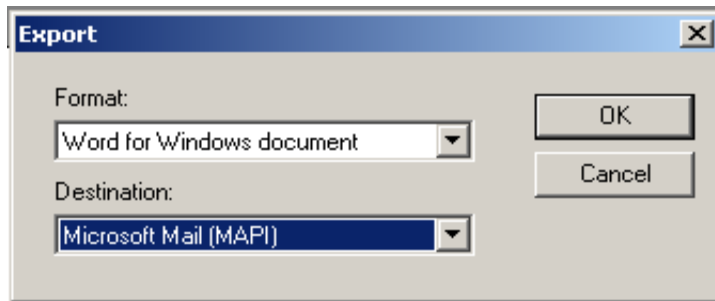 Export
Format:
Word for Windows document
Destination:
Microsoft Mail (MAPI)
OK
Cancel